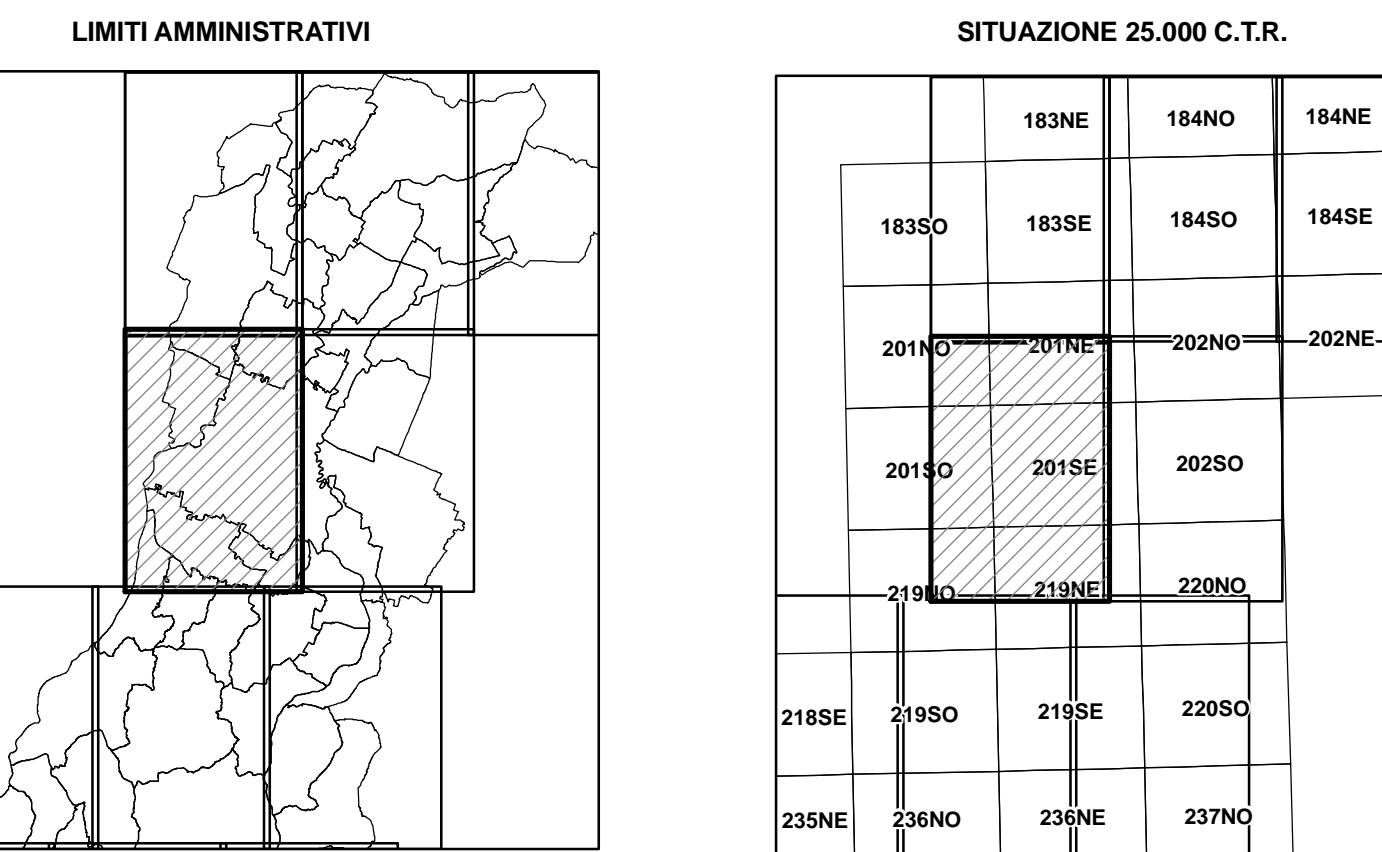 LIMITI AMMINISTRATIVI
SITUAZIONE 25.000 C.T.R.
183NE 184NO 184NE
183SO 183SE 184SO 184SE
201NO 201NE 202NO 202NE
201SO 201SE 202SO
219NO 219NE 220NO
218SE 219SO 219SE 220SO
235NE 236NO 236NE 237NO